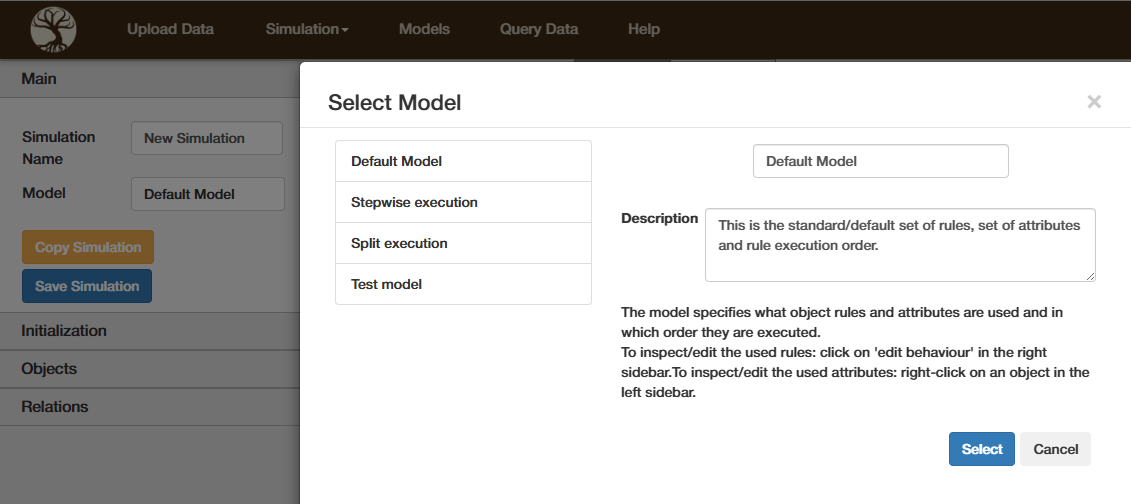 Upload Data Simulation Models Query Data Help
Main
Simulation Name
New Simulation
Model
Default Model
Copy Simulation
Save Simulation
Initialization
Objects
Relations
Select Model
×
Default Model
Stepwise execution
Split execution
Test model
Default Model
Description
This is the standard/default set of rules, set of attributes
and rule execution order.
The model specifies what object rules and attributes are used and in
which order they are executed.
To inspect/edit the used rules: click on 'edit behaviour' in the right
sidebar.To inspect/edit the used attributes: right-click on an object in the
left sidebar.
Select Cancel